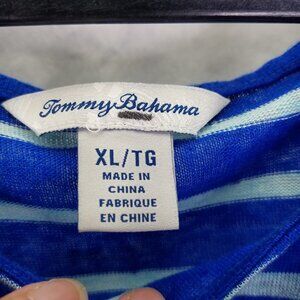 Tommy Bahama
XL/TG
MADE IN
CHINA
FABRIQUE
EN CHINE